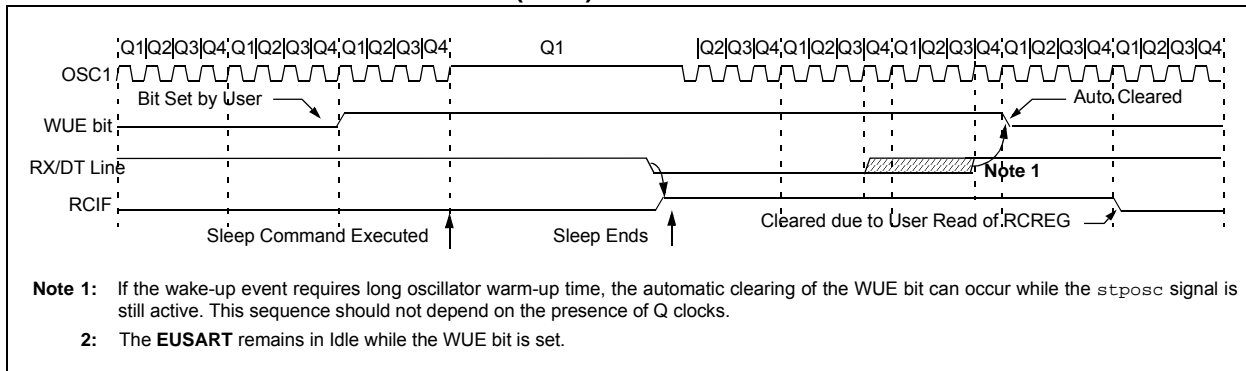 Q1|Q2|Q3|Q4|Q1|Q2|Q3|Q4|Q1|Q2|Q3|Q4 Q1 |Q2|Q3|Q4|Q1|Q2|Q3|Q4|Q1|Q2|Q3|Q4|Q1|Q2|Q3|Q4|Q1|Q2|Q3|Q4
OSC1
Bit Set by User Auto Cleared
WUE bit
RX/DT Line
Note 1
RCIF
Cleared due to User Read of RCREG
Sleep Command Executed Sleep Ends
Note 1: If the wake-up event requires long oscillator warm-up time, the automatic clearing of the WUE bit can occur while the stposc signal is
still active. This sequence should not depend on the presence of Q clocks.
2: The EUSART remains in Idle while the WUE bit is set.